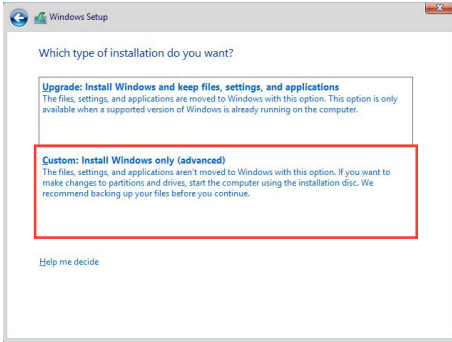 Windows Setup
Which type of installation do you want?
Upgrade: Install Windows and keep files, settings, and applications
The files, settings, and applications are moved to Windows with this option. This option is only
available when a supported version of Windows is already running on the computer.
Custom: Install Windows only (advanced)
The files, settings, and applications aren't moved to Windows with this option. If you want to
make changes to partitions and drives, start the computer using the installation disc. We
recommend backing up your files before you continue.
Help me decide